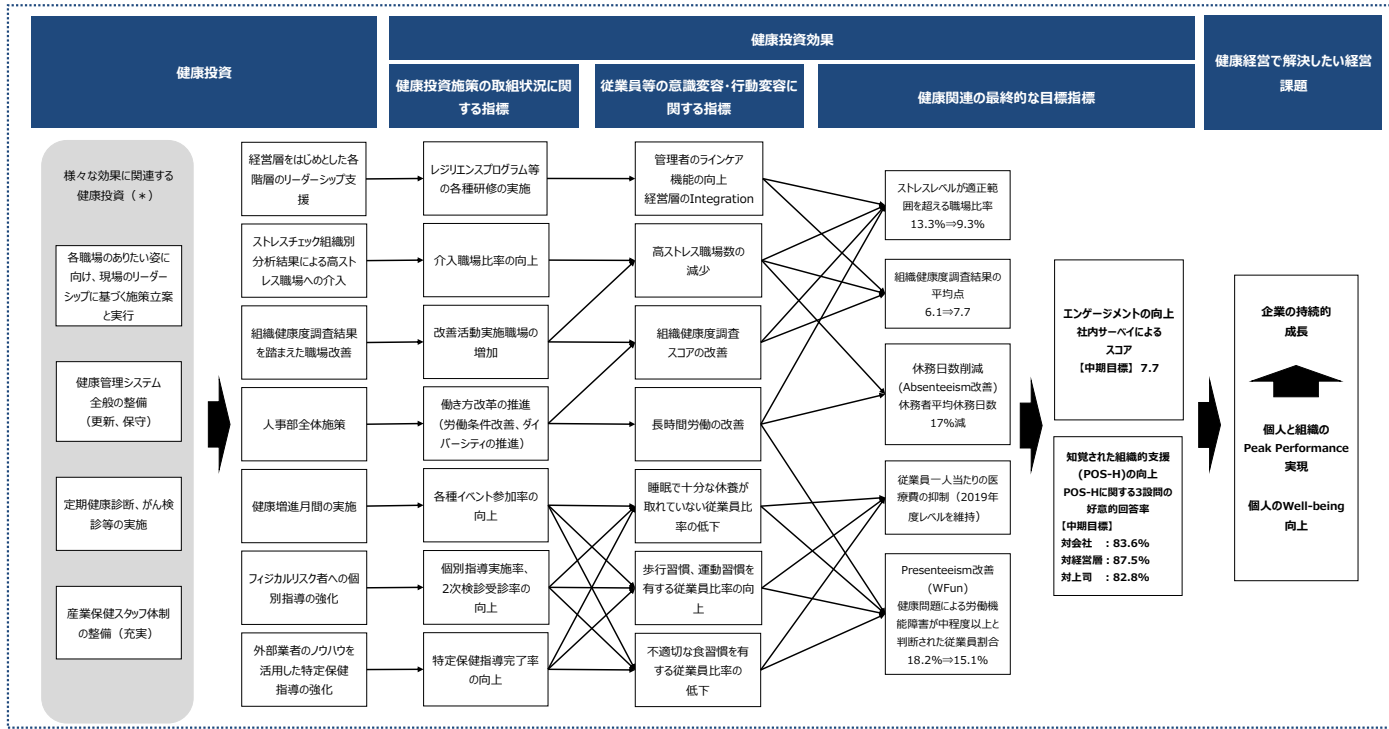 健康投資
健康投資効果
健康経営で解決したい経営
課題
健康投資施策の取組状況に関
する指標
従業員等の意識変容・行動変容に
関する指標
健康関連の最終的な目標指標
様々な効果に関連する
健康投資（＊）
各職場のありたい姿に
向け、現場のリーダー
シップに基づく施策立案
と実行
健康管理システム
全般の整備
（更新、保守）
定期健康診断、がん検
診等の実施
産業保健スタッフ体制
の整備（充実）
経営層をはじめとした各
階層のリーダーシップ支
援
ストレスチェック組織別
分析結果による高スト
レス職場への介入
組織健康度調査結果
を踏まえた職場改善
人事部全体施策
健康増進月間の実施
フィジカルリスク者への個
別指導の強化
外部業者のノウハウを
活用した特定保健
指導の強化
レジリエンスプログラム等
の各種研修の実施
介入職場比率の向上
改善活動実施職場の
増加
働き方改革の推進
（労働条件改善、ダイ
バーシティの推進）
各種イベント参加率の
向上
個別指導実施率、
2次検診受診率の
向上
特定保健指導完了率
の向上
管理者のラインケア
機能の向上
経営層のIntegration
高ストレス職場数の
減少
組織健康度調査
スコアの改善
長時間労働の改善
睡眠で十分な休養が
取れていない従業員比
率の低下
歩行習慣、運動習慣を
有する従業員比率の向
上
不適切な食習慣を有
する従業員比率の
低下
ストレスレベルが適正範
囲を超える職場比率
13.3%⇒9.3%
組織健康度調査結果の
平均点
6.1⇒7.7
休務日数削減
(Absenteeism改善)
休務者平均休務日数
17%減
従業員一人当たりの医
療費の抑制（2019年
度レベルを維持）
Presenteeism改善
(WFun)
健康問題による労働機
能障害が中程度以上と
判断された従業員割合
18.2%⇒15.1%
エンゲージメントの向上
社内サーベイによる
スコア
【中期目標】7.7
知覚された組織的支援
(POS-H)の向上
POS-Hに関する3設問の
好意的回答率
【中期目標】
対会社 ：83.6%
対経営層：87.5%
対上司 ：82.8%
企業の持続的
成長
個人と組織の
Peak Performance
実現
個人のWell-being
向上